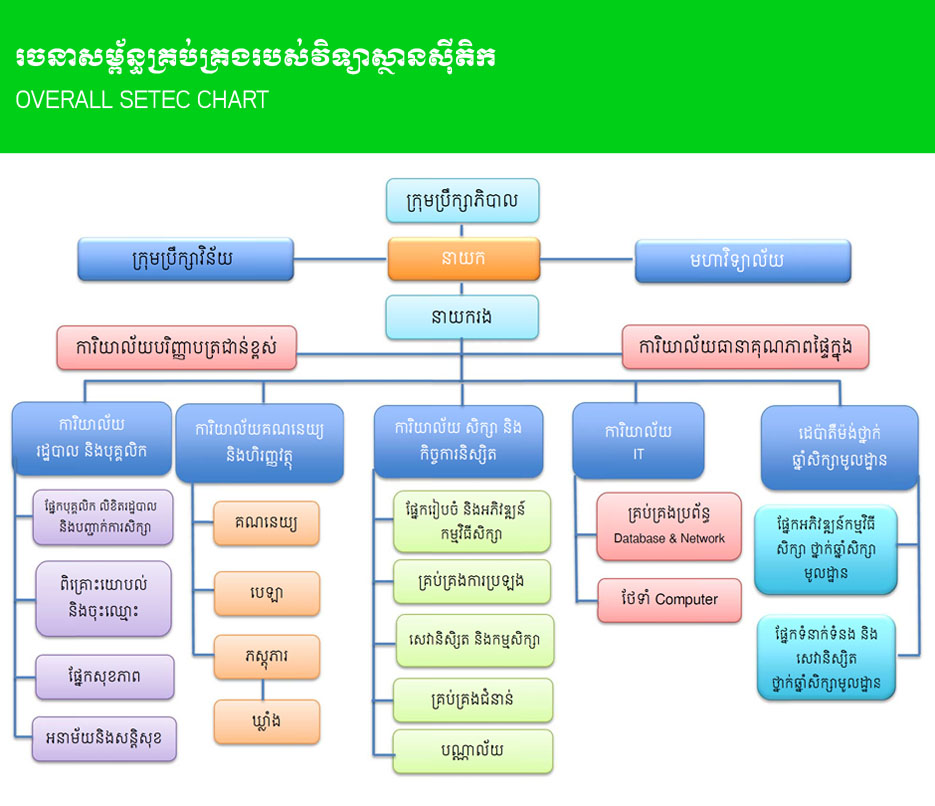 រចនាសម្ព័ន្ធគ្រប់គ្រងរបស់វិទ្យាស្ថានស៊ីតិក
OVERALL SETEC CHART
ក្រុមប្រឹក្សាភិបាល
ក្រុមប្រឹក្សាវិន័យ
នាយក
មហាវិទ្យាល័យ
នាយករង
ការិយាល័យបរិញ្ញាបត្រជាន់ខ្ពស់
ការិយាល័យធានាគុណភាពផ្ទៃក្នុង
ការិយាល័យ
រដ្ឋបាល និងបុគ្គលិក
ការិយាល័យគណនេយ្យ
និងហិរញ្ញវត្ថុ
ការិយាល័យ សិក្សា និង
កិច្ចការនិស្សិត
ការិយាល័យ
IT
ដេប៉ាតឺម៉ង់ថ្នាក់
ឆ្នាំសិក្សាមូលដ្ឋាន
ផ្នែកបុគ្គលិក លិខិតរដ្ឋបាល
និងបញ្ជាក់ការសិក្សា
ពិគ្រោះយោបល់
និងចុះឈ្មោះ
ផ្នែកសុខភាព
អនាម័យនិងសន្តិសុខ
គណនេយ្យ
បេឡា
ភស្តុភារ
ឃ្លាំង
ផ្នែករៀបចំ និងអភិវឌ្ឍន៍
កម្មវិធីសិក្សា
គ្រប់គ្រងការប្រឡង
សេវានិស្សិត និងកម្មសិក្សា
គ្រប់គ្រងជំនាន់
បណ្ណាល័យ
គ្រប់គ្រងប្រព័ន្ធ
Database & Network
ថែទាំ Computer
ផ្នែកអភិវឌ្ឍន៍កម្មវិធី
សិក្សា ថ្នាក់ឆ្នាំសិក្សា
មូលដ្ឋាន
ផ្នែកទំនាក់ទំនង និង
សេវានិស្សិត
ថ្នាក់ឆ្នាំសិក្សាមូលដ្ឋាន